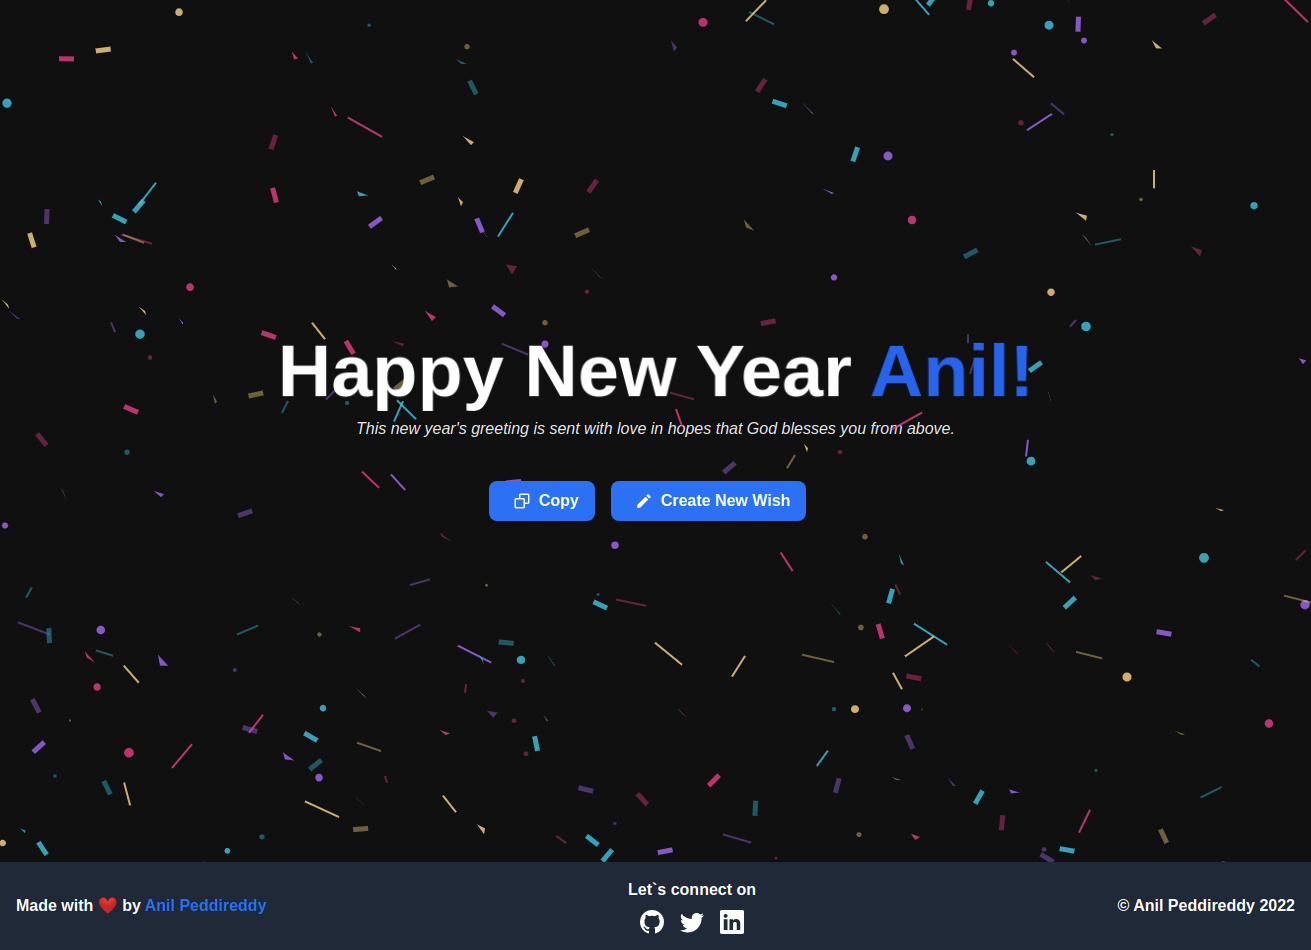 Happy New Year Anil!
This new year's greeting is sent with love in hopes that God blesses you from above.
Copy
Create New Wish
Made with ❤️ by Anil Peddireddy
Let`s connect on
© Anil Peddireddy 2022